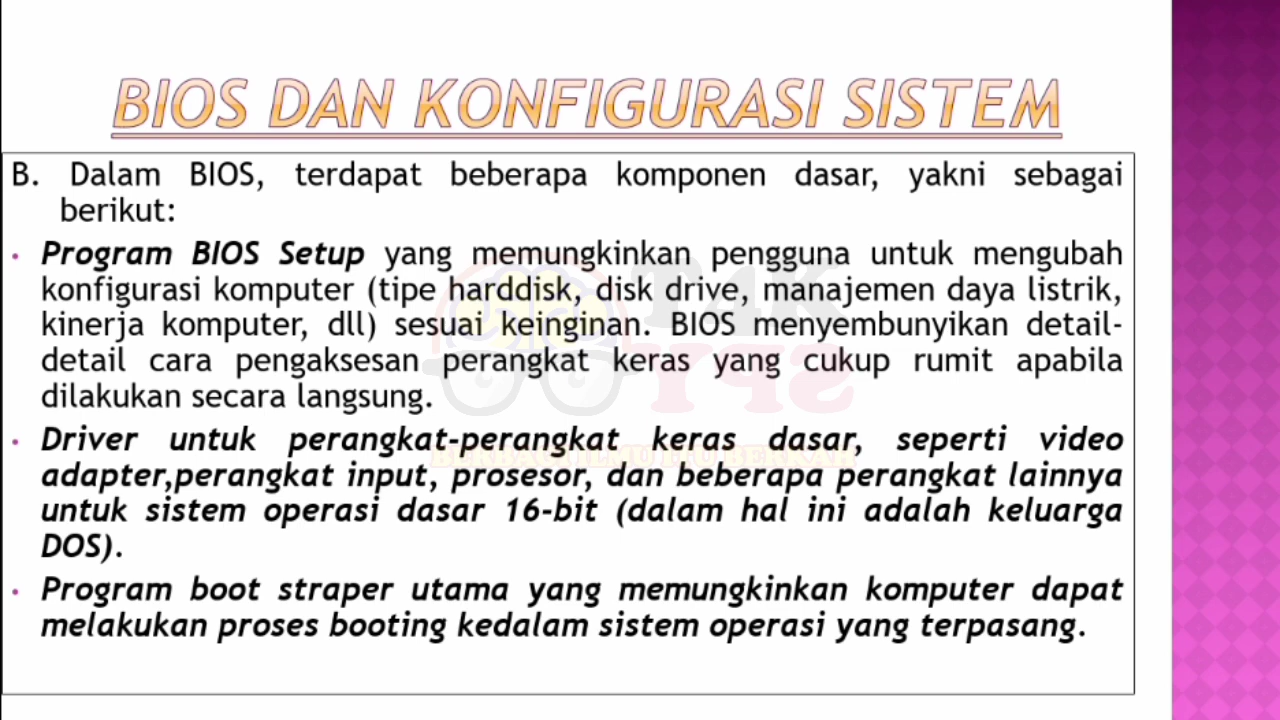 BIOS DAN KONFIGURASI SISTEM
B. Dalam BIOS, terdapat beberapa komponen dasar, yakni sebagai
berikut:
• Program BIOS Setup yang memungkinkan pengguna untuk mengubah
konfigurasi komputer (tipe harddisk, disk drive, manajemen daya listrik,
kinerja komputer, dll) sesuai keinginan. BIOS menyembunyikan detail-
detail cara pengaksesan perangkat keras yang cukup rumit apabila
dilakukan secara langsung.
• Driver untuk perangkat-perangkat keras dasar, seperti video
adapter,perangkat input, prosesor, dan beberapa perangkat lainnya
untuk sistem operasi dasar 16-bit (dalam hal ini adalah keluarga
DOS).
• Program boot straper utama yang memungkinkan komputer dapat
melakukan proses booting kedalam sistem operasi yang terpasang.